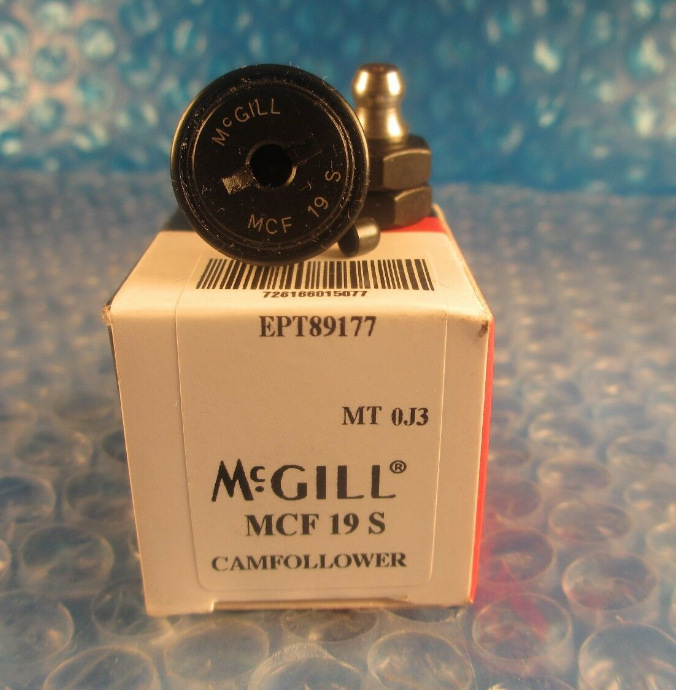 McGILL
MCF 19 S
726166015077
EPT89177
MT 0J3
McGILL®
MCF 19 S
CAMFOLLOWER